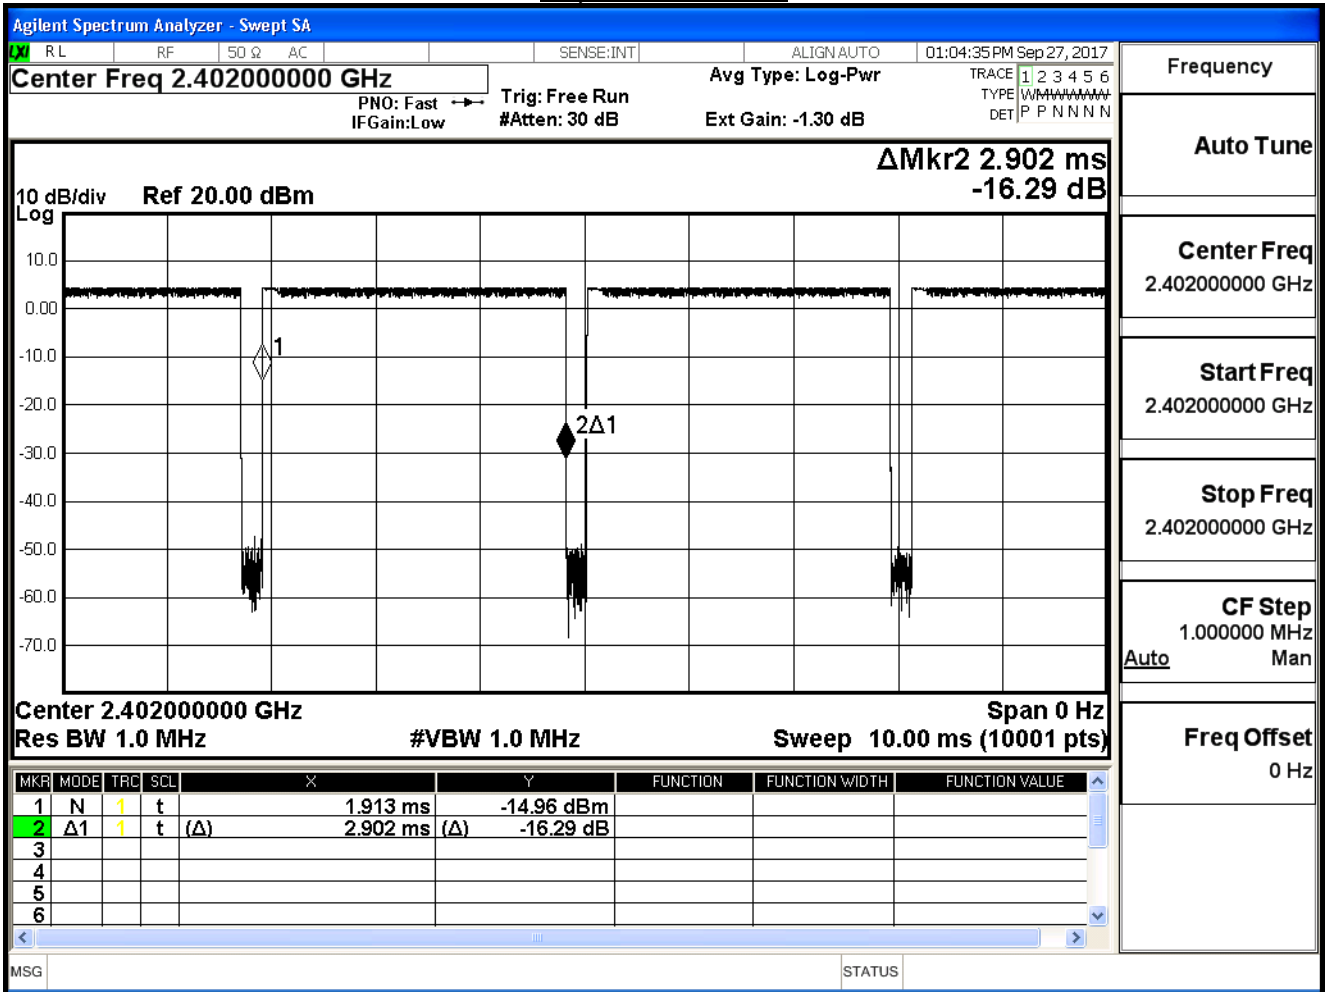 Agilent Spectrum Analyzer - Swept SA
LXI RL RF 50 Ω AC SENSE:INT ALIGN AUTO 01:04:35 PM Sep 27, 2017
Center Freq 2.402000000 GHz
PNO: Fast
IFGain:Low
Trig: Free Run
#Atten: 30 dB
Avg Type: Log-Pwr
Ext Gain: -1.30 dB
TRACE 1 2 3 4 5 6
TYPE
DET P P N N N N
ΔMkr2 2.902 ms
-16.29 dB
10 dB/div Ref 20.00 dBm
Log
10.0
0.00
-10.0
-20.0
-30.0
-40.0
-50.0
-60.0
-70.0
1
2Δ1
Center 2.402000000 GHz Span 0 Hz
Res BW 1.0 MHz #VBW 1.0 MHz Sweep 10.00 ms (10001 pts)
MKR MODE TRC SCL X Y FUNCTION FUNCTION WIDTH FUNCTION VALUE
1 N 1 t 1.913 ms -14.96 dBm
2 Δ1 1 t (Δ) 2.902 ms (Δ) -16.29 dB
3
4
5
6
MSG STATUS
Frequency
Auto Tune
Center Freq
2.402000000 GHz
Start Freq
2.402000000 GHz
Stop Freq
2.402000000 GHz
CF Step
1.000000 MHz
Auto Man
Freq Offset
0 Hz